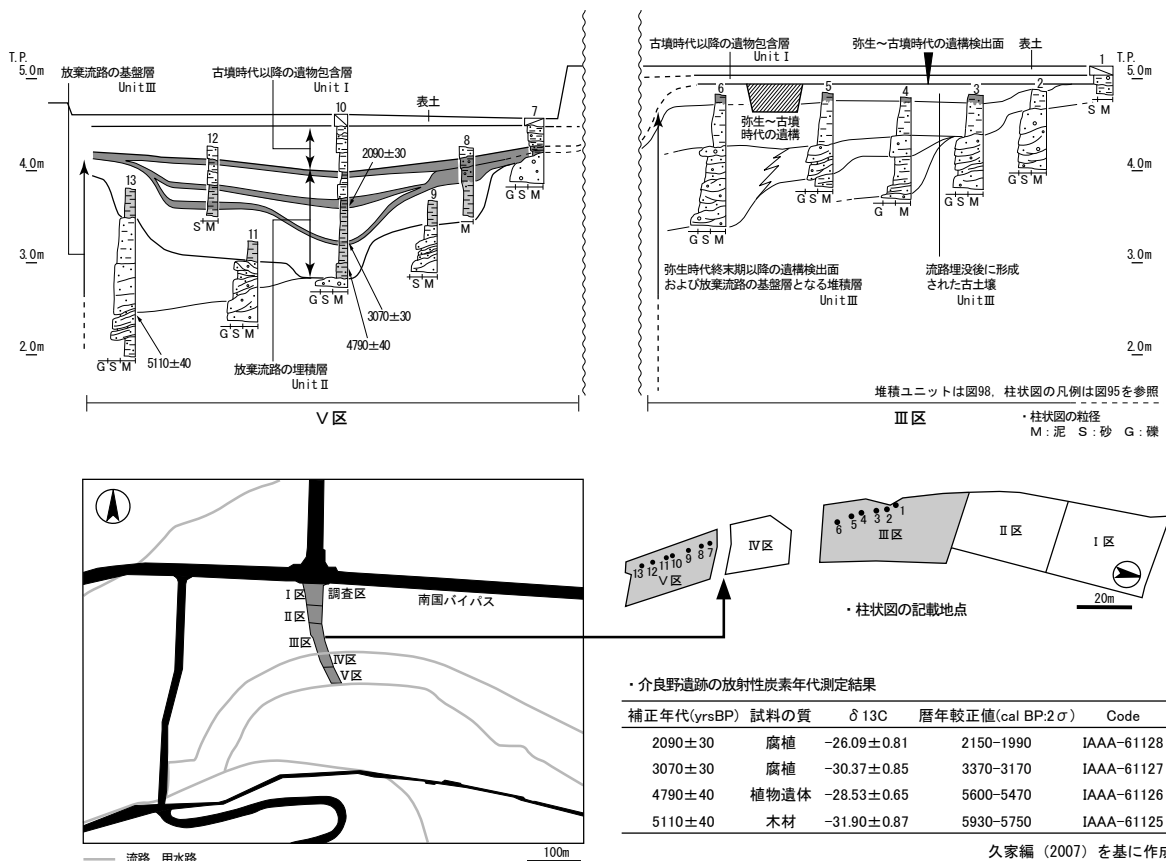 T.P.
5.0m
4.0m
3.0m
2.0m
放棄流路の基盤層
UnitⅢ
古墳時代以降の遺物包含層
UnitⅠ
表土
13
12
11
10
9
8
7
2090±30
3070±30
4790±40
5110±40
放棄流路の埋積層
UnitⅡ
G S M
S M
G S M
G S M
G S M
M
G S M
Ⅴ区
古墳時代以降の遺物包含層
UnitⅠ
弥生~古墳時代の遺構検出面
表土
弥生~古墳
時代の遺構
6
5
4
3
2
1
G S M
G S M
G M
G S M
G S M
S M
弥生時代終末期以降の遺構検出面
および放棄流路の基盤層となる堆積層
UnitⅢ
流路埋没後に形成
された古土壌
UnitⅢ
T.P.
5.0m
4.0m
3.0m
2.0m
堆積ユニットは図98, 柱状図の凡例は図95を参照
Ⅲ区
・柱状図の粒径
M:泥 S:砂 G:礫
Ⅰ区
調査区
Ⅱ区
Ⅲ区
Ⅳ区
Ⅴ区
南国バイパス
流路, 用水路
100m
13 12 11 10 9 8 7
Ⅴ区
Ⅳ区
6 5 4 3 2 1
Ⅲ区
Ⅱ区
Ⅰ区
20m
・柱状図の記載地点
・介良野遺跡の放射性炭素年代測定結果
補正年代(yrsBP) 試料の質 δ13C 暦年較正値(cal BP:2σ) Code
2090±30 腐植 -26.09±0.81 2150-1990 IAAA-61128
3070±30 腐植 -30.37±0.85 3370-3170 IAAA-61127
4790±40 植物遺体 -28.53±0.65 5600-5470 IAAA-61126
5110±40 木材 -31.90±0.87 5930-5750 IAAA-61125
久家編(2007)を基に作成